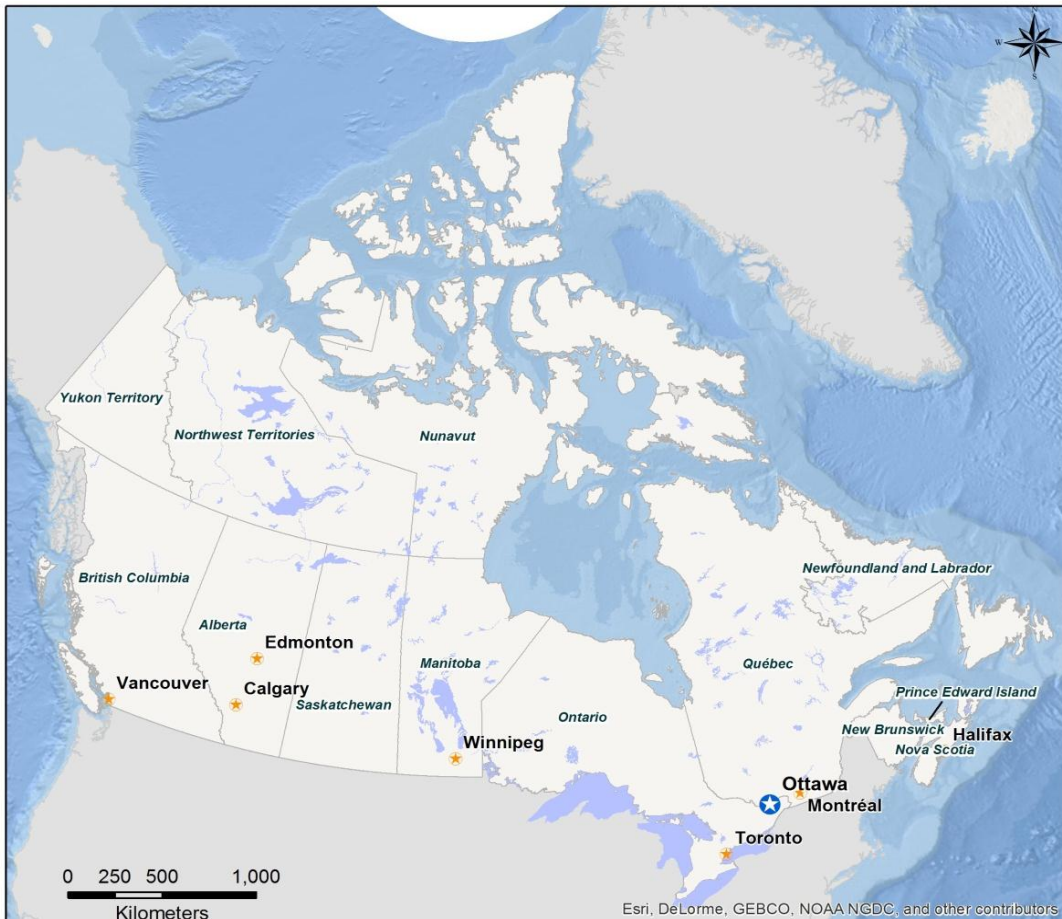 N
W
S
Yukon Territory
Northwest Territories
Nunavut
British Columbia
Newfoundland and Labrador
Alberta
Edmonton
Manitoba
Québec
Vancouver
Calgary
Saskatchewan
Prince Edward Island
Ontario
New Brunswick
Halifax
Nova Scotia
Winnipeg
Ottawa
Montréal
Toronto
0 250 500 1,000
Kilometers
Esri, DeLorme, GEBCO, NOAA NGDC, and other contributors